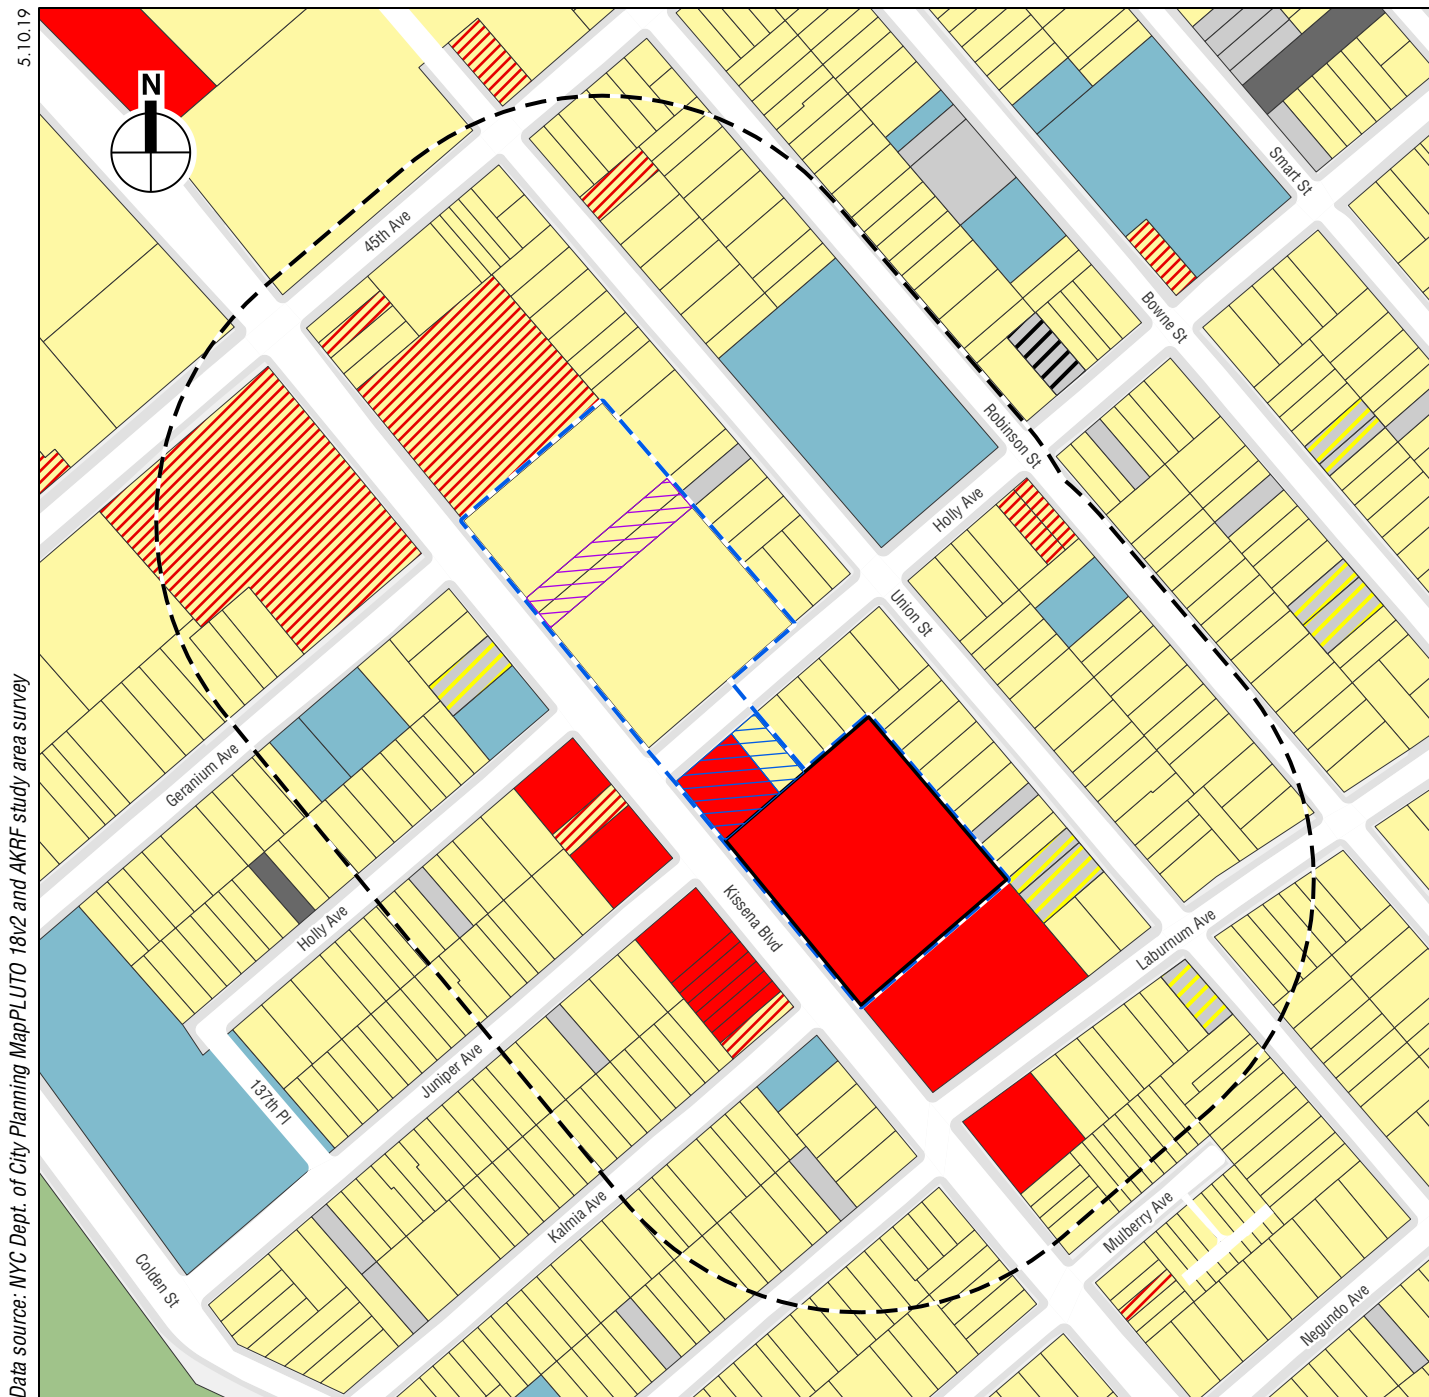 5.10.19
N
45th Ave
Smart St
Bowne St
Robinson St
Holly Ave
Union St
Geranium Ave
Holly Ave
Kissena Blvd
Laburnum Ave
Juniper Ave
137th Pl
Kalmia Ave
Mulberry Ave
Colden St
Negundo Ave
Data source: NYC Dept. of City Planning MapPLUTO 18v2 and AKRF study area survey